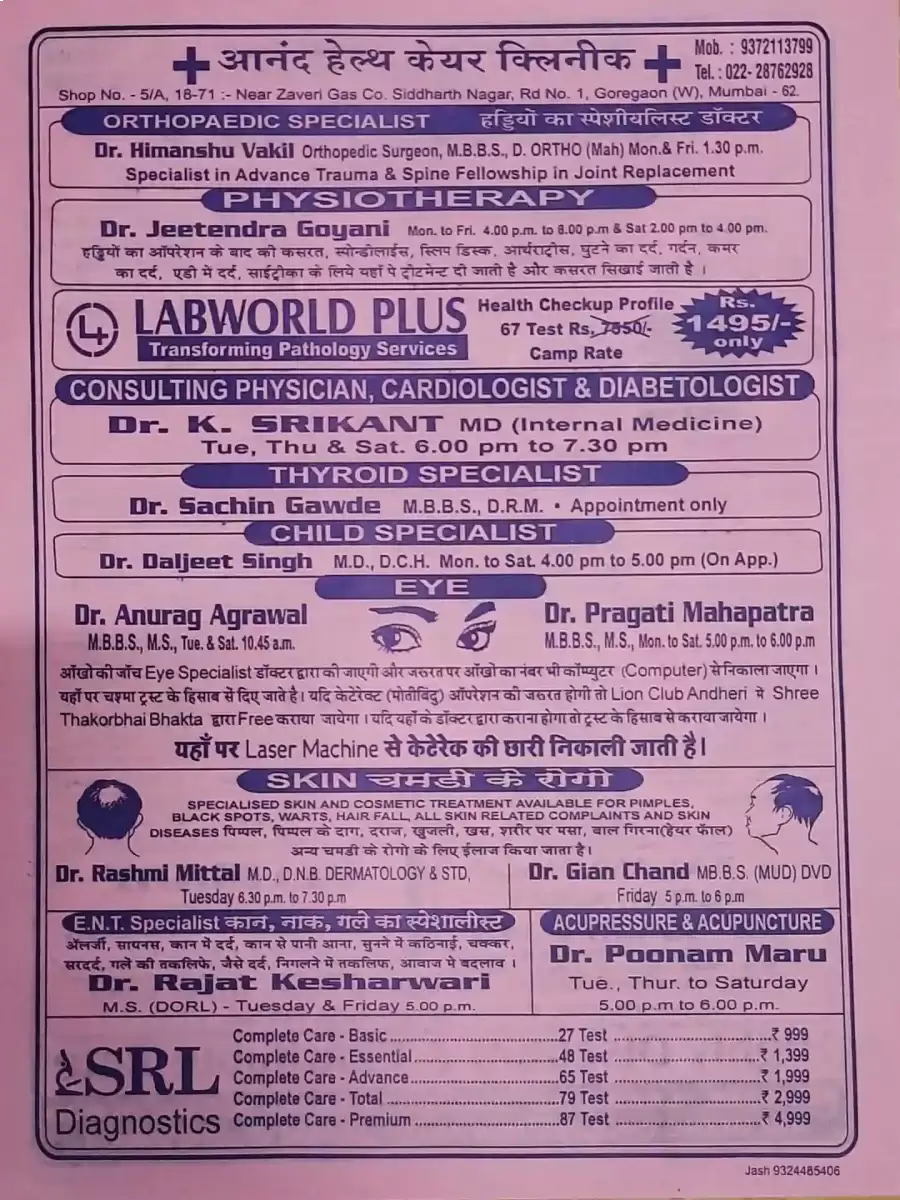 + आनंद हेल्थ केयर क्लिनीक +
Mob. : 9372113799
Tel. : 022- 28762928
Shop No. - 5/A, 18-71 :- Near Zaveri Gas Co. Siddharth Nagar, Rd No. 1, Goregaon (W), Mumbai - 62.
ORTHOPAEDIC SPECIALIST हड्डियों का स्पेशीयलिस्ट डॉक्टर
Dr. Himanshu Vakil Orthopedic Surgeon, M.B.B.S., D. ORTHO (Mah) Mon.& Fri. 1.30 p.m.
Specialist in Advance Trauma & Spine Fellowship in Joint Replacement
PHYSIOTHERAPY
Dr. Jeetendra Goyani Mon. to Fri. 4.00 p.m. to 8.00 p.m & Sat 2.00 pm to 4.00 pm.
हड्डियों का ऑपरेशन के बाद की कसरत, स्पोन्डीलाईस, स्लिप डिस्क, आर्थराट्रीस, घुटने का दर्द, गर्दन, कमर
का दर्द, एडी में दर्द, साईट्रीका के लिये यहाँ पे ट्रीटमेन्ट दी जाती है और कसरत सिखाई जाती है ।
LABWORLD PLUS
Transforming Pathology Services
Health Checkup Profile
67 Test Rs. 7850/-
Camp Rate
Rs.
1495/-
only
CONSULTING PHYSICIAN, CARDIOLOGIST & DIABETOLOGIST
Dr. K. SRIKANT MD (Internal Medicine)
Tue, Thu & Sat. 6.00 pm to 7.30 pm
THYROID SPECIALIST
Dr. Sachin Gawde M.B.B.S., D.R.M. • Appointment only
CHILD SPECIALIST
Dr. Daljeet Singh M.D., D.C.H. Mon. to Sat. 4.00 pm to 5.00 pm (On App.)
EYE
Dr. Anurag Agrawal
M.B.B.S., M.S., Tue. & Sat. 10.45 a.m.
Dr. Pragati Mahapatra
M.B.B.S., M.S., Mon. to Sat. 5.00 p.m. to 6.00 p.m
आँखो की जाँच Eye Specialist डॉक्टर द्वारा की जाएगी और जरुरत पर आँखो का नंबर भी कॉम्प्युटर (Computer) से निकाला जाएगा ।
यहाँ पर चश्मा ट्रस्ट के हिसाब सें दिए जाते है । यदि केटेरेक्ट (मोतीबिंदु) ऑपरेशन की जरुत होगी तो Lion Club Andheri मे Shree
Thakorbhai Bhakta द्वारा Free कराया जायेगा । यदि यहाँ के डॉक्टर द्वारा कराना होगा तो ट्रस्ट के हिसाब से कराया जायेगा ।
यहाँ पर Laser Machine से केटेरेक की छारी निकाली जाती है।
SKIN चमडी के रोगी
SPECIALISED SKIN AND COSMETIC TREATMENT AVAILABLE FOR PIMPLES,
BLACK SPOTS, WARTS, HAIR FALL, ALL SKIN RELATED COMPLAINTS AND SKIN
DISEASES पिम्पल, पिम्पल के दाग, दराज, खुजली, खस, शरीर पर मसा, बाल गिरना(हेयर फॅाल)
अन्य चमडी के रोगो के लिए ईलाज किया जाता है।
Dr. Rashmi Mittal M.D., D.N.B. DERMATOLOGY & STD,
Tuesday 6.30 p.m. to 7.30 p.m
Dr. Gian Chand MB.B.S. (MUD) DVD
Friday 5 p.m. to 6 p.m
E.N.T. Specialist कान, नाक, गले का स्पेशालीस्ट
ॲलर्जी, सायनस, कान में दर्द, कान से पानी आना, सुनने में कठिनाई, चक्कर,
सरदर्द, गले की तकलिफे, जैसे दर्द, निगलने में तकलिफ, आवाज मे बदलाव ।
Dr. Rajat Kesharwari
M.S. (DORL) - Tuesday & Friday 5.00 p.m.
ACUPRESSURE & ACUPUNCTURE
Dr. Poonam Maru
Tue., Thur. to Saturday
5.00 p.m to 6.00 p.m.
SRL
Diagnostics
Complete Care - Basic ........ 27 Test ........ ₹ 999
Complete Care - Essential ........ 48 Test ........ ₹ 1,399
Complete Care - Advance ........ 65 Test ........ ₹ 1,999
Complete Care - Total ........ 79 Test ........ ₹ 2,999
Complete Care - Premium ........ 87 Test ........ ₹ 4,999
Jash 9324485406